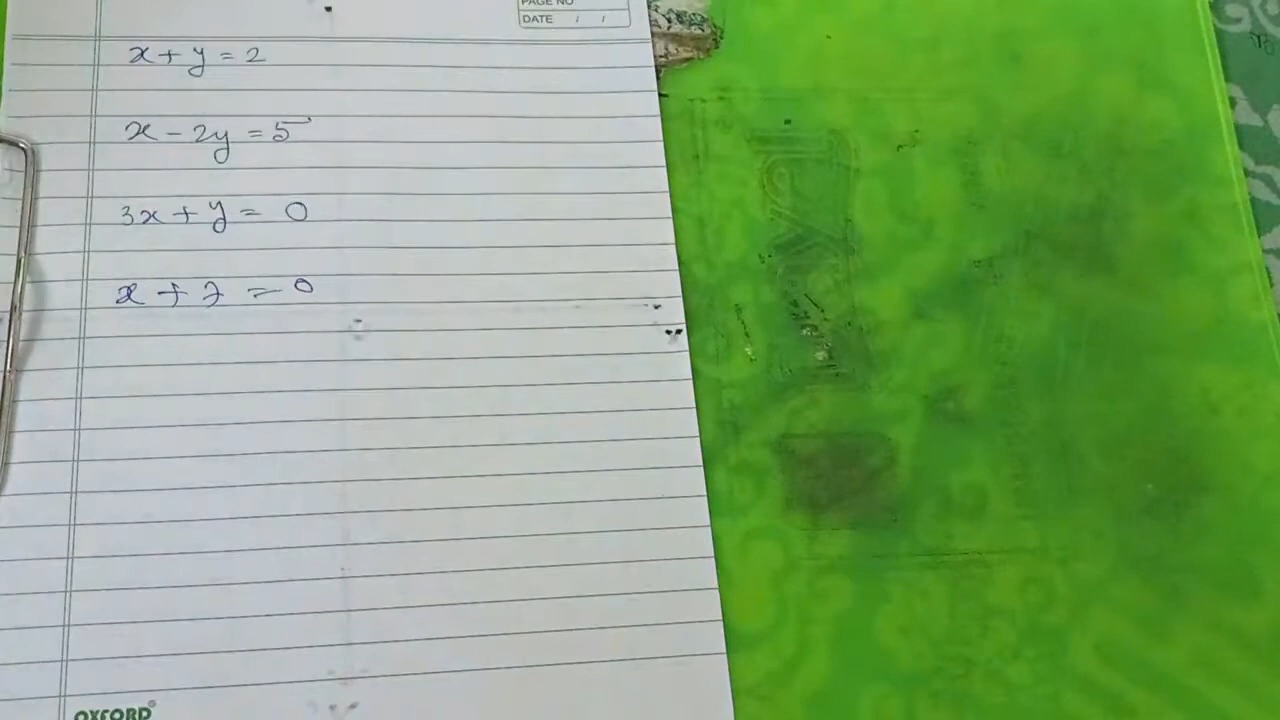 PAGE NO
DATE / /
x + y = 2
x - 2y = 5
3x + y = 0
x + 7 = 0
OXFORD®